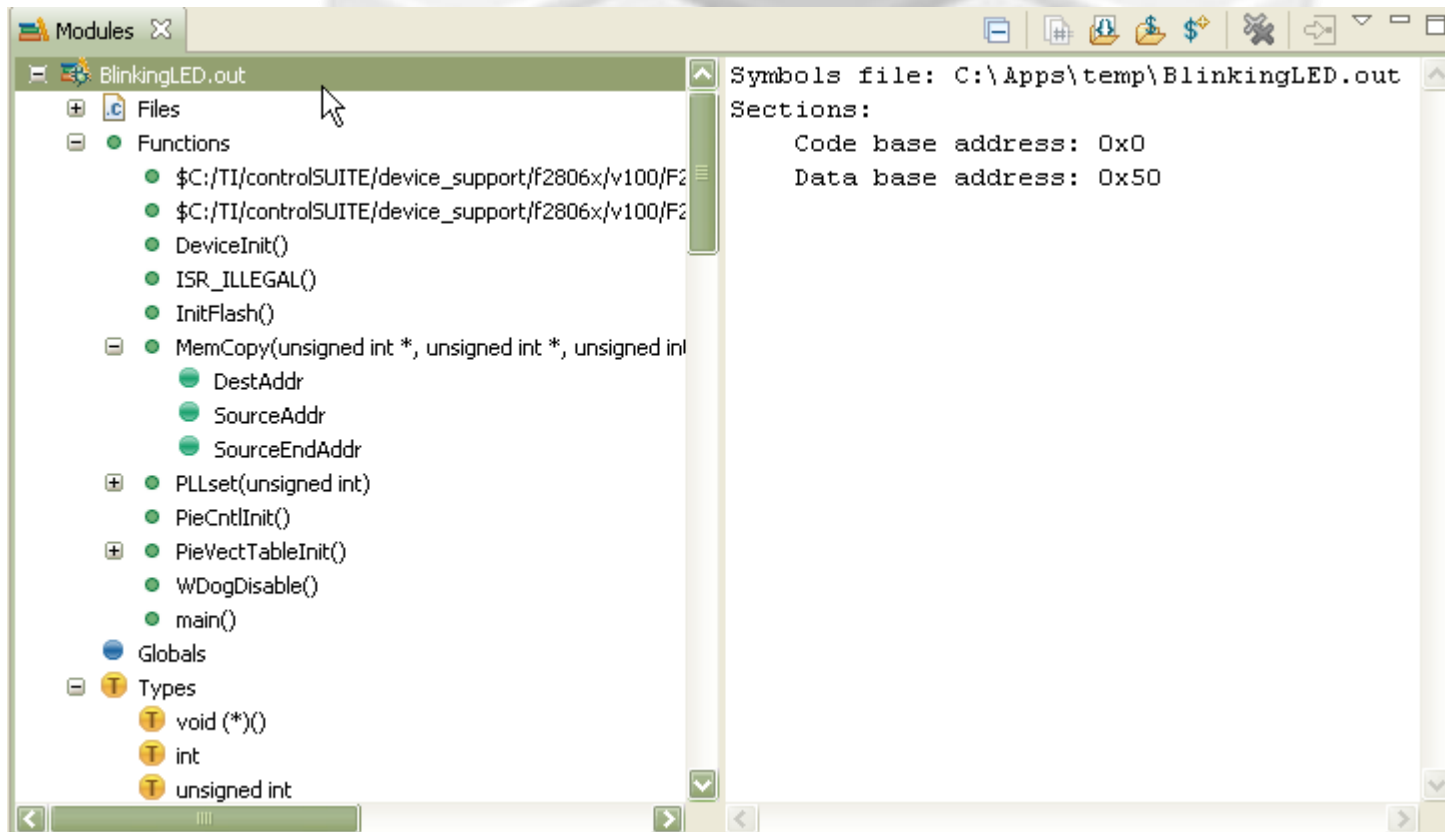 Modules
BlinkingLED.out
Files
Functions
$C:/TI/controlSUITE/device_support/f2806x/v100/F2
$C:/TI/controlSUITE/device_support/f2806x/v100/F2
DeviceInit()
ISR_ILLEGAL()
InitFlash()
MemCopy(unsigned int *, unsigned int *, unsigned int
DestAddr
SourceAddr
SourceEndAddr
PLLset(unsigned int)
PieCntlInit()
PieVectTableInit()
WDogDisable()
main()
Globals
Types
void (*)()
int
unsigned int
Symbols file: C:\Apps\temp\BlinkingLED.out
Sections:
Code base address: 0x0
Data base address: 0x50